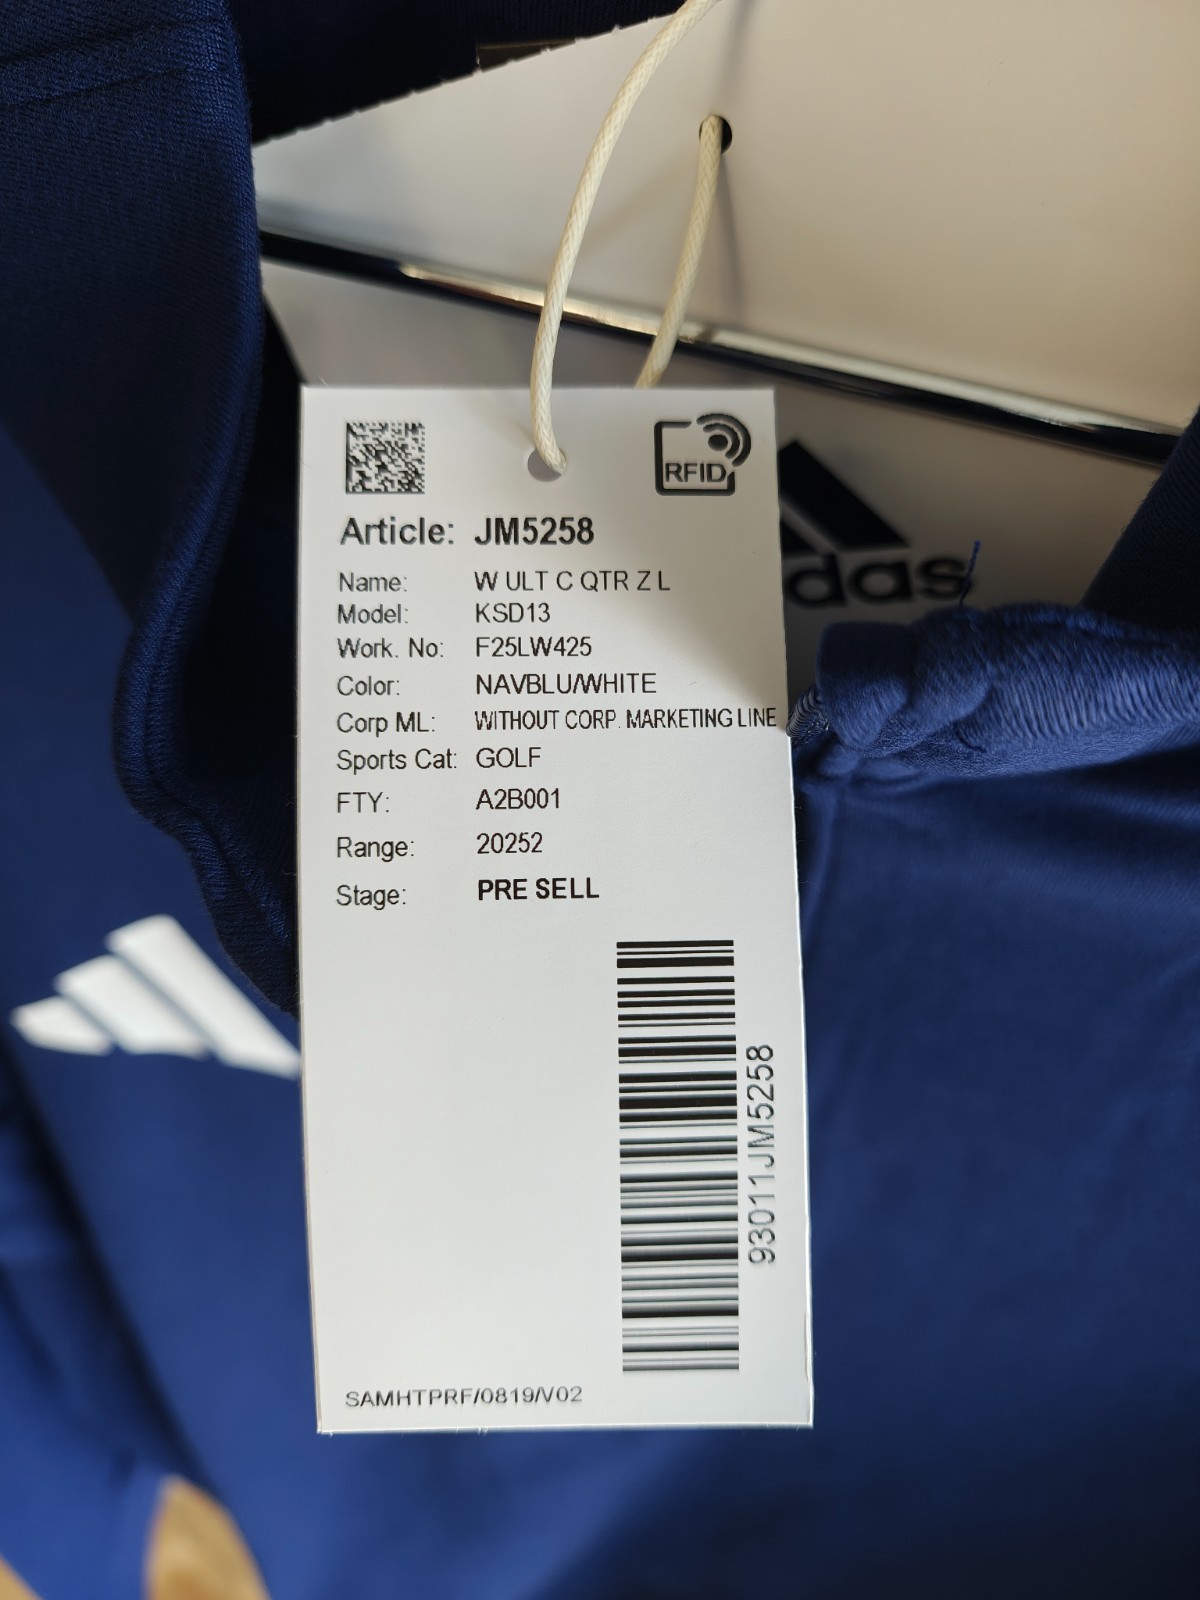 RFID
Article: JM5258
Name: W ULT C QTR Z L
Model: KSD13
Work. No: F25LW425
Color: NAVBLU/WHITE
Corp ML: WITHOUT CORP. MARKETING LINE
Sports Cat: GOLF
FTY: A2B001
Range: 20252
Stage: PRE SELL
93011JM5258
SAMHTPRF/0819/V02
das